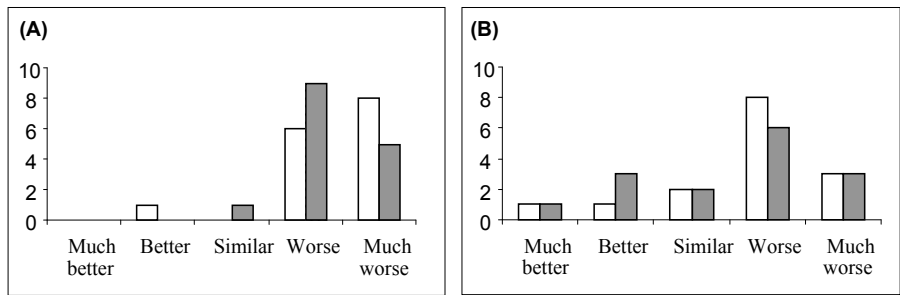 (A)
10
8
6
4
2
0
Much better
Better
Similar
Worse
Much worse
(B)
10
8
6
4
2
0
Much better
Better
Similar
Worse
Much worse